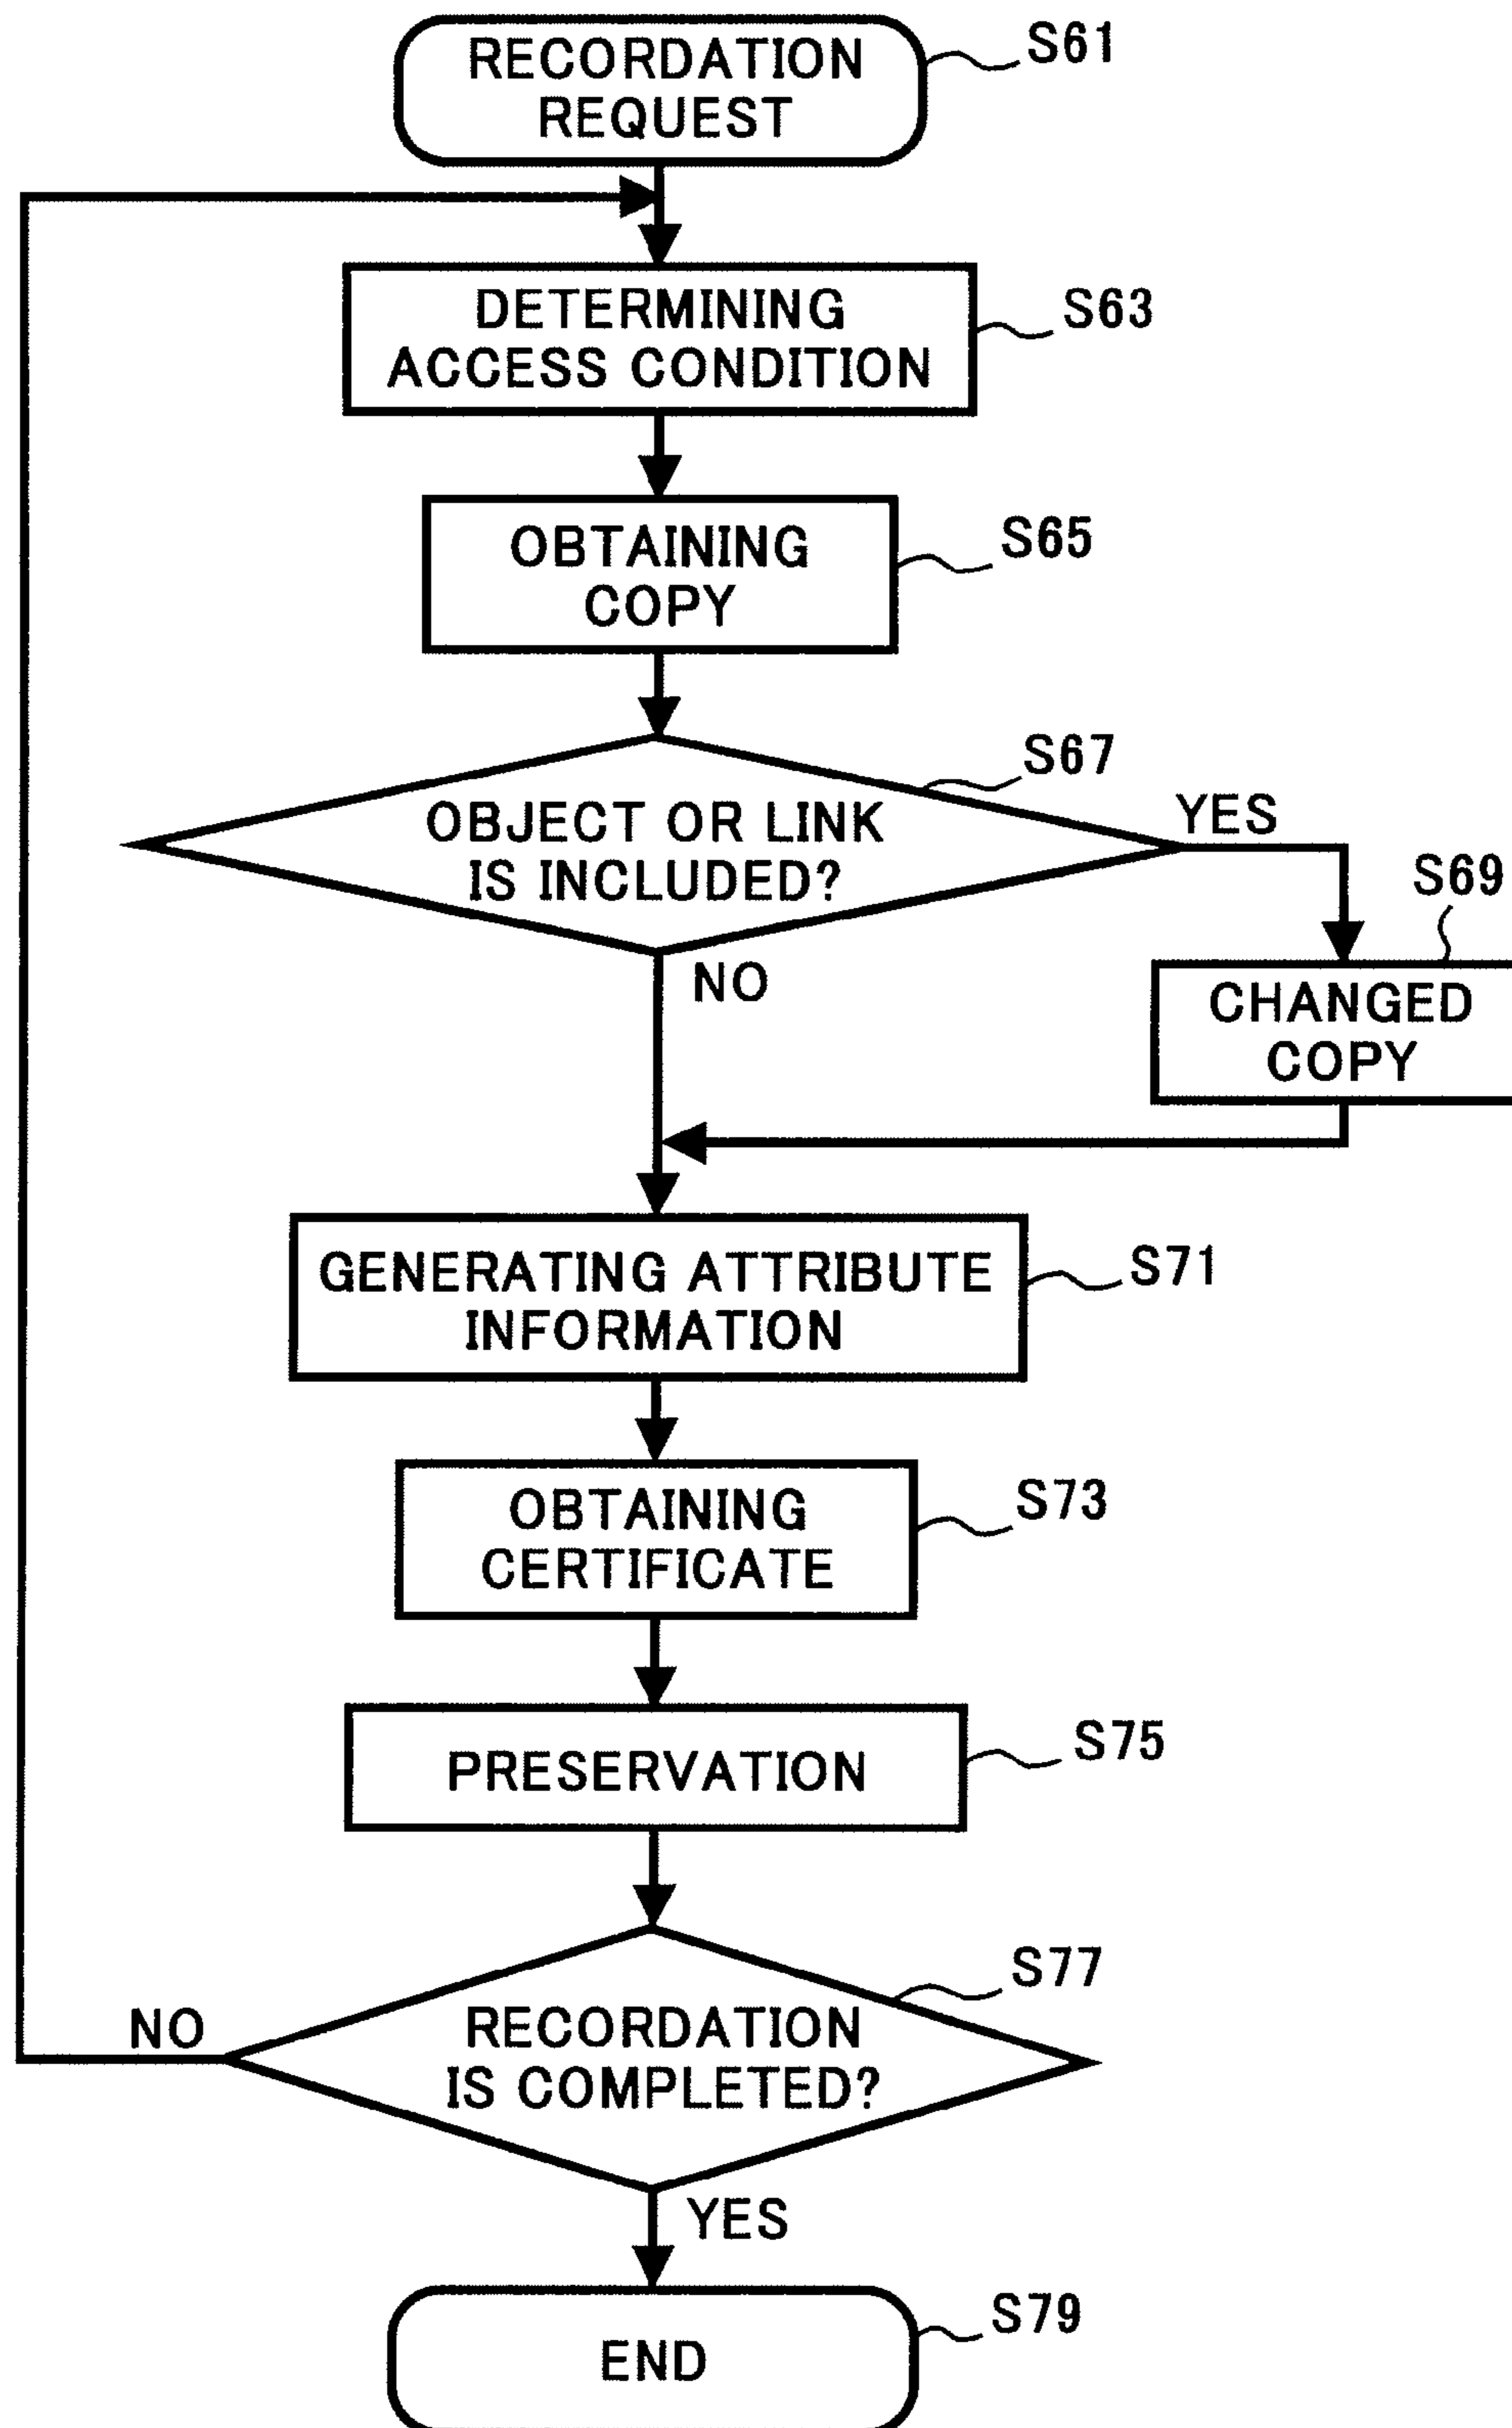 RECORDATION
REQUEST
S61
DETERMINING
ACCESS CONDITION
S63
OBTAINING
COPY
S65
OBJECT OR LINK
IS INCLUDED?
S67
YES
NO
S69
CHANGED
COPY
GENERATING ATTRIBUTE
INFORMATION
S71
OBTAINING
CERTIFICATE
S73
PRESERVATION
S75
RECORDATION
IS COMPLETED?
S77
NO
YES
END
S79